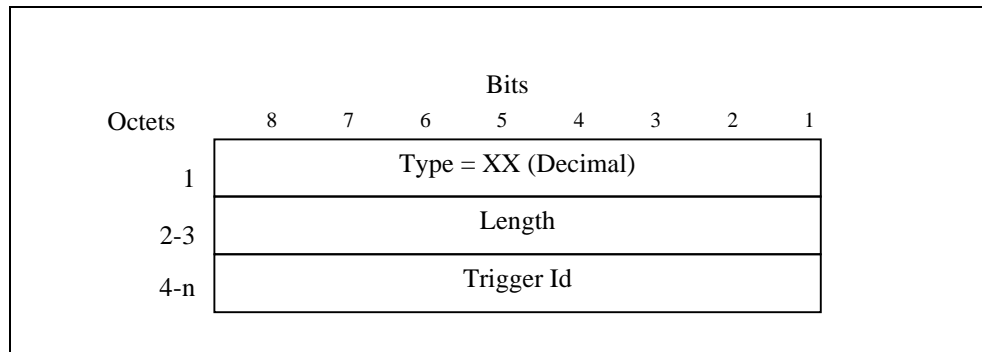 Bits
Octets 8 7 6 5 4 3 2 1
1 Type = XX (Decimal)
2-3 Length
4-n Trigger Id